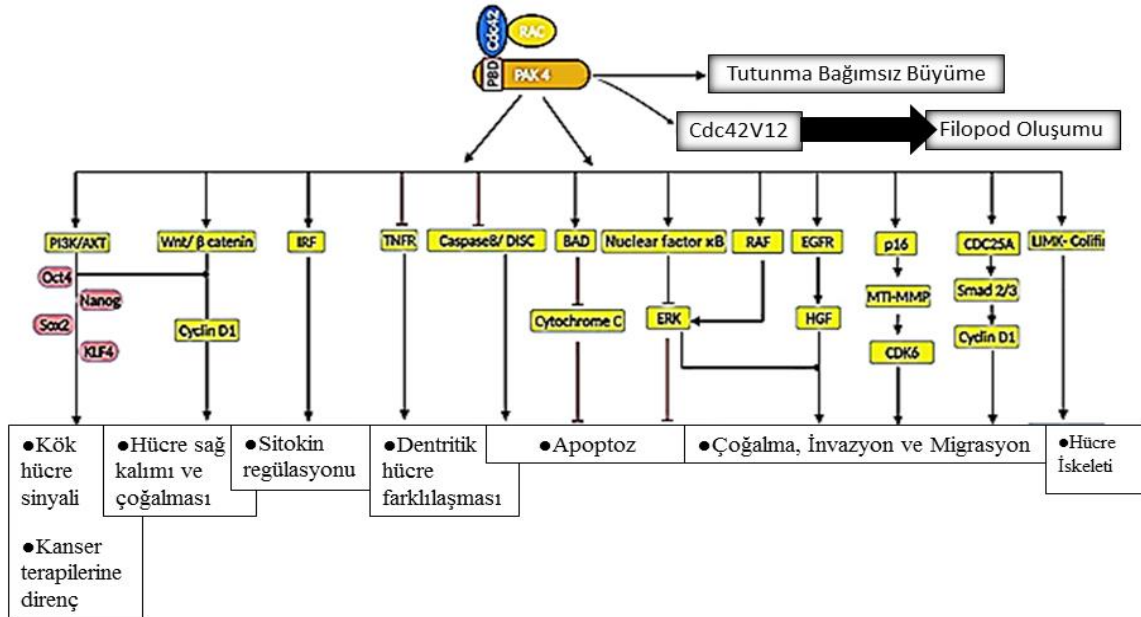 Cdc42
RAC
PBD
PAK 4
Tutunma Bağımsız Büyüme
Cdc42V12
Filopod Oluşumu
PI3K/AKT
Wnt/ β catenin
IRF
TNFR
Caspase8/ DISC
BAD
Nuclear factor κB
RAF
EGFR
p16
CDC25A
LIMK- Colifi
Oct4
Nanog
Sox2
KLF4
Cyclin D1
Cytochrome C
ERK
HGF
MTI-MMP
CDK6
Smad 2/3
Cyclin D1
●Kök
hücre
sinyali
●Kanser
terapilerine
direnç
●Hücre sağ
kalımı ve
çoğalması
●Sitokin
regülasyonu
●Dentritik
hücre
farklılaşması
●Apoptoz
●Çoğalma, İnvazyon ve Migrasyon
●Hücre
İskeleti